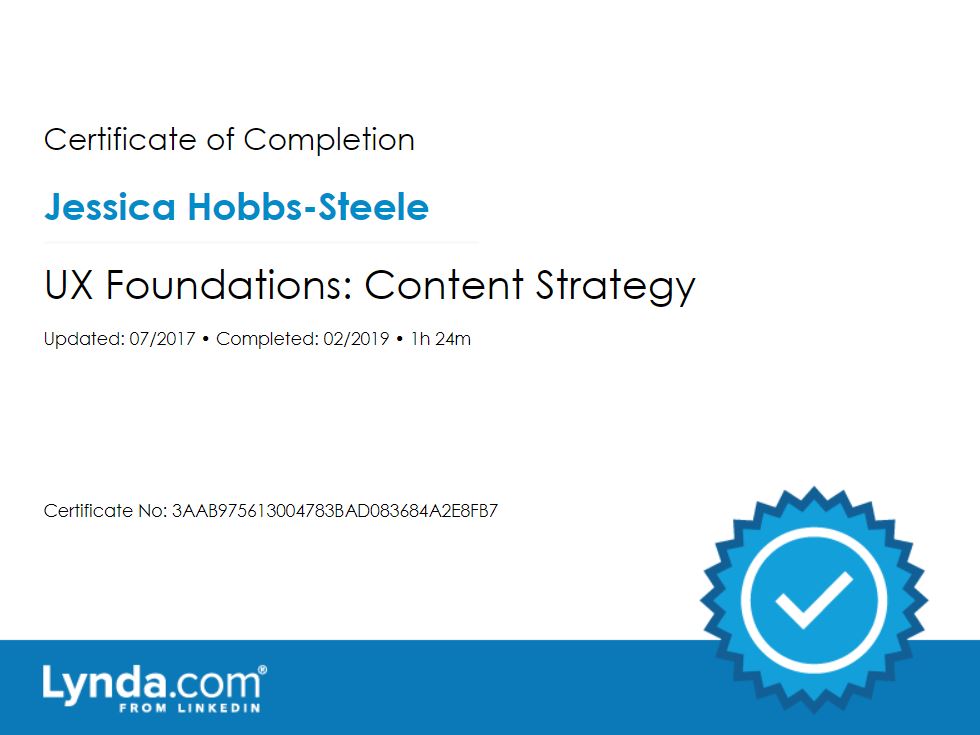 Certificate of Completion
Jessica Hobbs-Steele
UX Foundations: Content Strategy
Updated: 07/2017 • Completed: 02/2019 • 1h 24m
Certificate No: 3AAB975613004783BAD083684A2E8FB7
Lynda.com®
FROM LINKEDIN